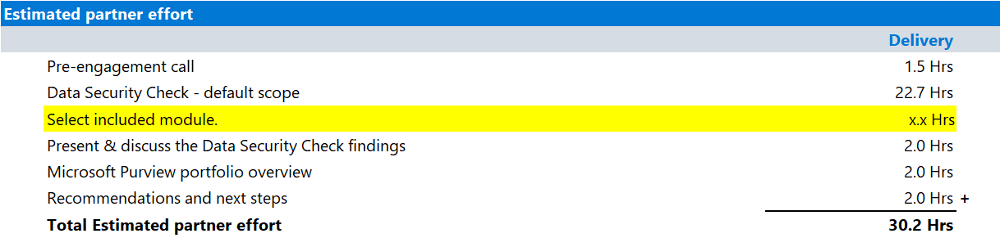 Estimated partner effort
Delivery
Pre-engagement call 1.5 Hrs
Data Security Check - default scope 22.7 Hrs
Select included module. x.x Hrs
Present & discuss the Data Security Check findings 2.0 Hrs
Microsoft Purview portfolio overview 2.0 Hrs
Recommendations and next steps 2.0 Hrs +
Total Estimated partner effort 30.2 Hrs